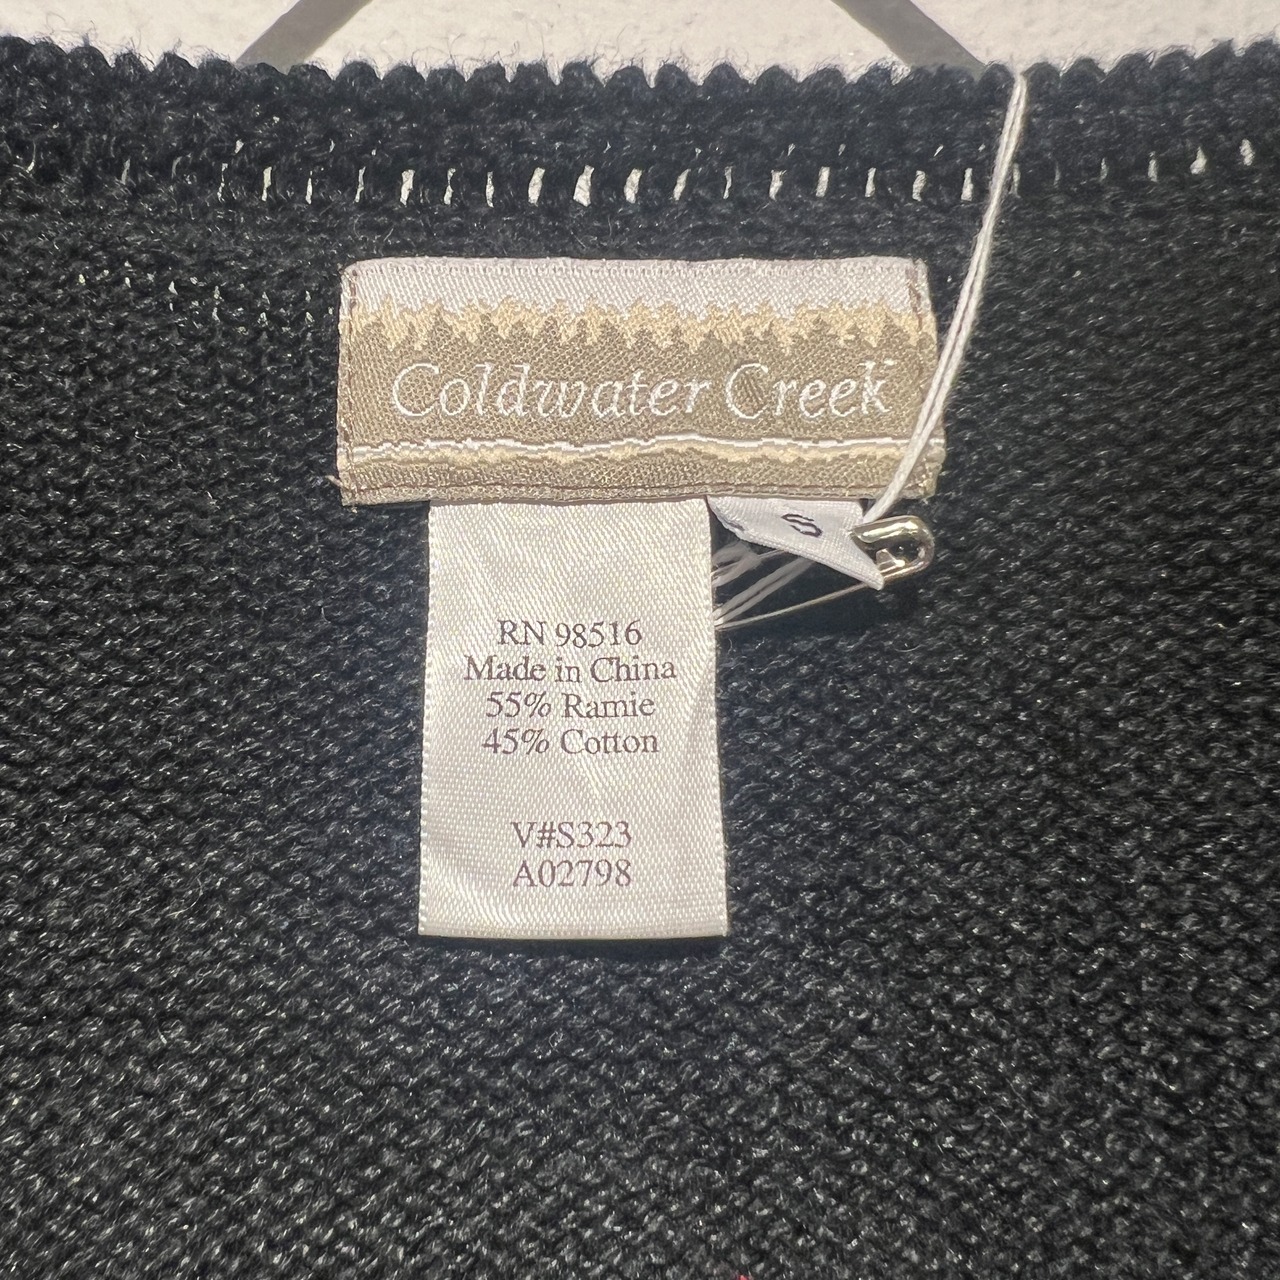 Coldwater Creek
S
RN 98516
Made in China
55% Ramie
45% Cotton
V#S323
A02798